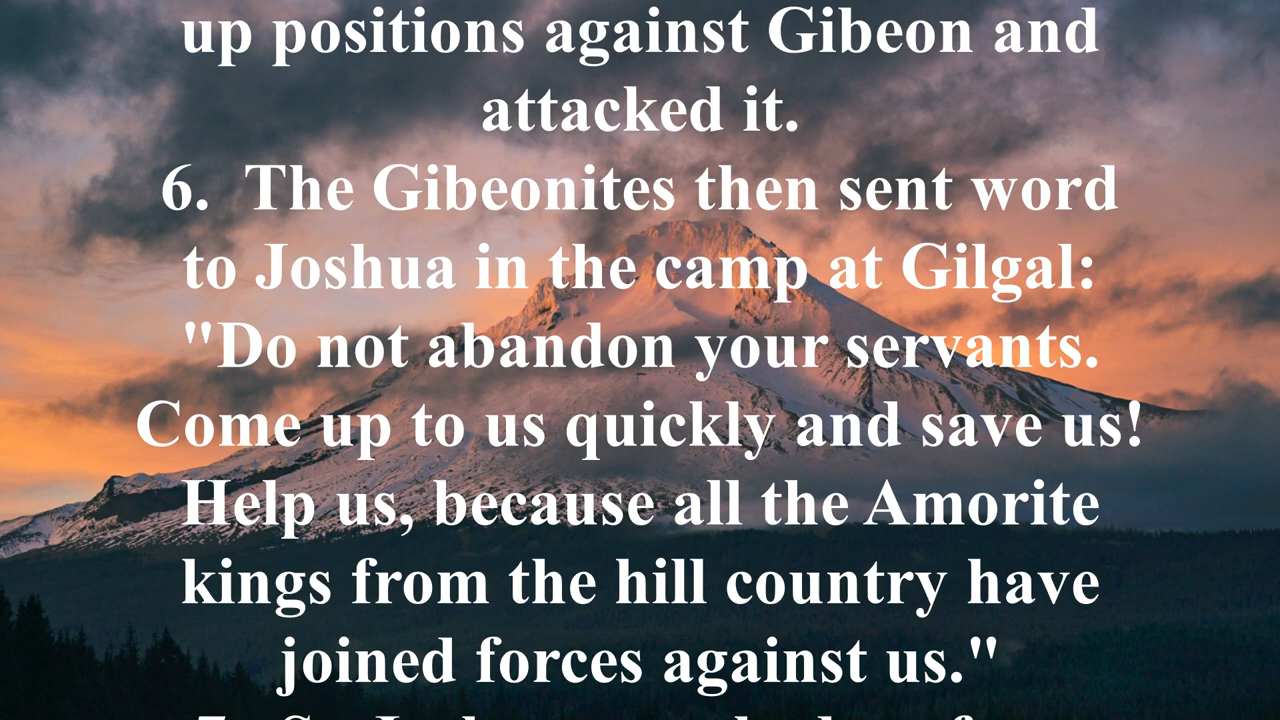 up positions against Gibeon and
attacked it.
6.  The Gibeonites then sent word
to Joshua in the camp at Gilgal:
"Do not abandon your servants.
Come up to us quickly and save us!
Help us, because all the Amorite
kings from the hill country have
joined forces against us."